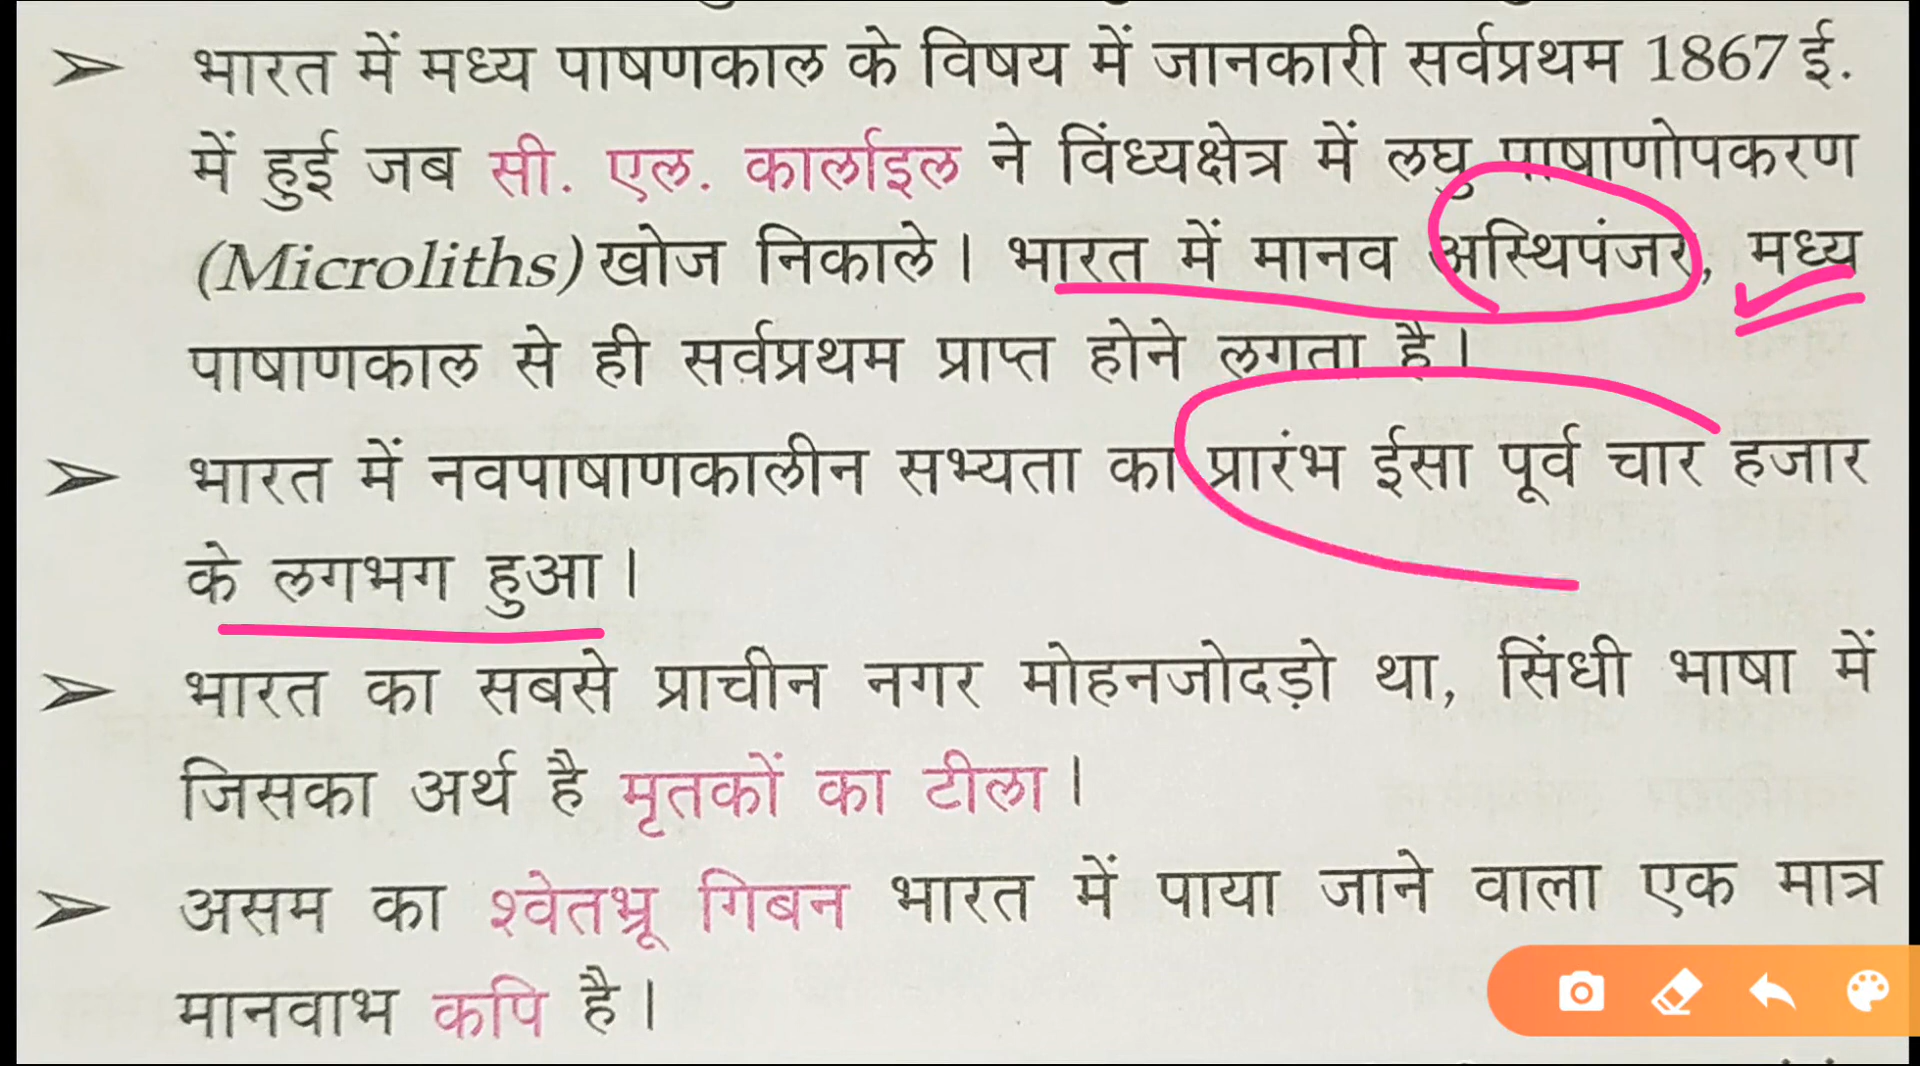 भारत में मध्य पाषणकाल के विषय में जानकारी सर्वप्रथम 1867 ई.
में हुई जब सी. एल. कार्लाइल ने विंध्यक्षेत्र में लघु पाषाणोपकरण
(Microliths) खोज निकाले। भारत में मानव अस्थिपंजर, मध्य
पाषाणकाल से ही सर्वप्रथम प्राप्त होने लगता है।
भारत में नवपाषाणकालीन सभ्यता का प्रारंभ ईसा पूर्व चार हजार
के लगभग हुआ।
भारत का सबसे प्राचीन नगर मोहनजोदड़ो था, सिंधी भाषा में
जिसका अर्थ है मृतकों का टीला।
असम का श्वेतभ्रू गिबन भारत में पाया जाने वाला एक मात्र
मानवाभ कपि है।